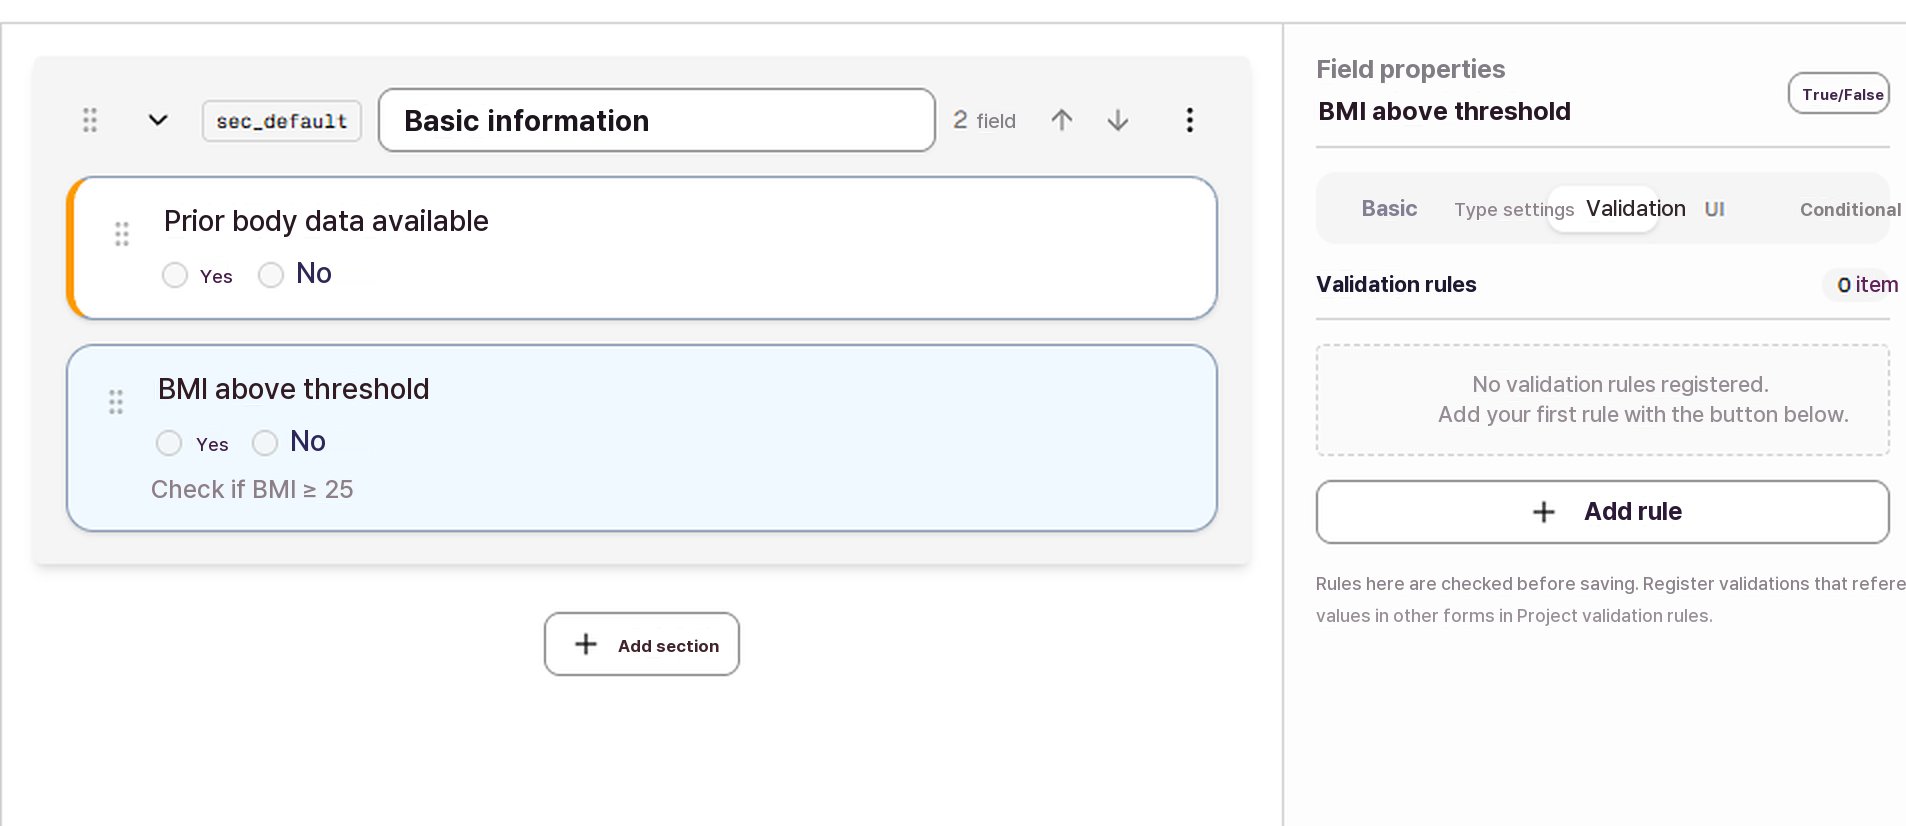 sec_default Basic information 2 field
Prior body data available
Yes No
BMI above threshold
Yes No
Check if BMI ≥ 25
Add section
Field properties
BMI above threshold
True/False
Basic Type settings Validation UI Conditional
Validation rules 0 item
No validation rules registered.
Add your first rule with the button below.
Add rule
Rules here are checked before saving. Register validations that refere
values in other forms in Project validation rules.